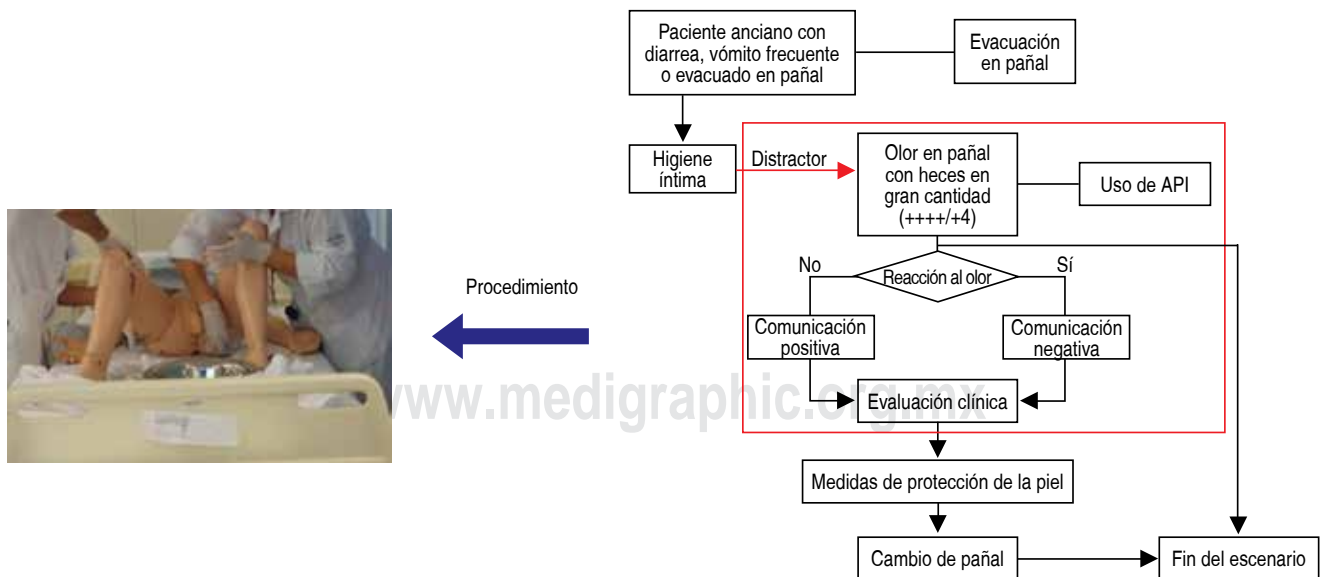 Paciente anciano con
diarrea, vómito frecuente
o evacuado en pañal
Evacuación
en pañal
Higiene
íntima
Distractor
Olor en pañal
con heces en
gran cantidad
(++++/+4)
Uso de API
No
Reacción al olor
Sí
Procedimiento
Comunicación
positiva
Comunicación
negativa
www.medigraphic.org.mx
Evaluación clínica
Medidas de protección de la piel
Cambio de pañal
Fin del escenario